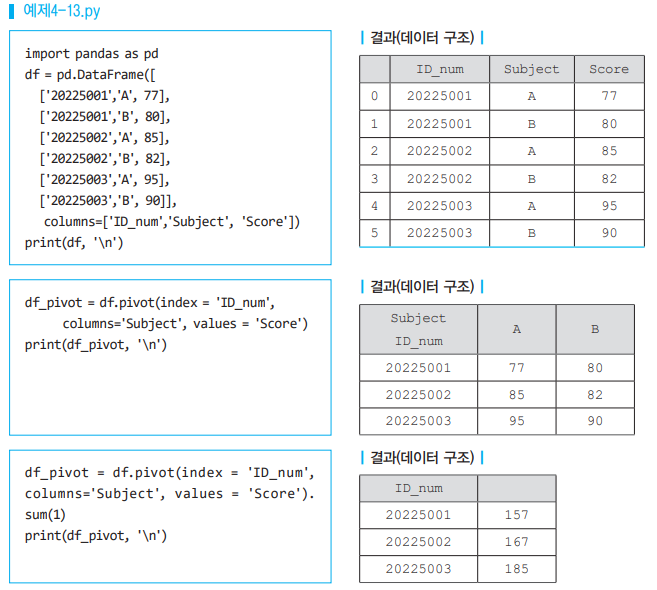 예제4-13.py
import pandas as pd
df = pd.DataFrame([
['20225001','A', 77],
['20225001','B', 80],
['20225002','A', 85],
['20225002','B', 82],
['20225003','A', 95],
['20225003','B', 90]],
columns=['ID_num','Subject', 'Score'])
print(df, '\n')
| 결과(데이터 구조) |
ID_num Subject Score
0 20225001 A 77
1 20225001 B 80
2 20225002 A 85
3 20225002 B 82
4 20225003 A 95
5 20225003 B 90
df_pivot = df.pivot(index = 'ID_num',
columns='Subject', values = 'Score')
print(df_pivot, '\n')
| 결과(데이터 구조) |
Subject
ID_num A B
20225001 77 80
20225002 85 82
20225003 95 90
df_pivot = df.pivot(index = 'ID_num',
columns='Subject', values = 'Score').
sum(1)
print(df_pivot, '\n')
| 결과(데이터 구조) |
ID_num
20225001 157
20225002 167
20225003 185